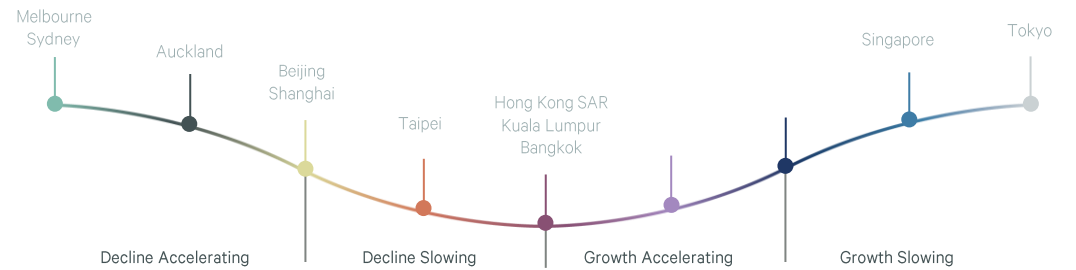 Melbourne
Sydney
Auckland
Beijing
Shanghai
Taipei
Hong Kong SAR
Kuala Lumpur
Bangkok
Singapore
Tokyo
Decline Accelerating
Decline Slowing
Growth Accelerating
Growth Slowing